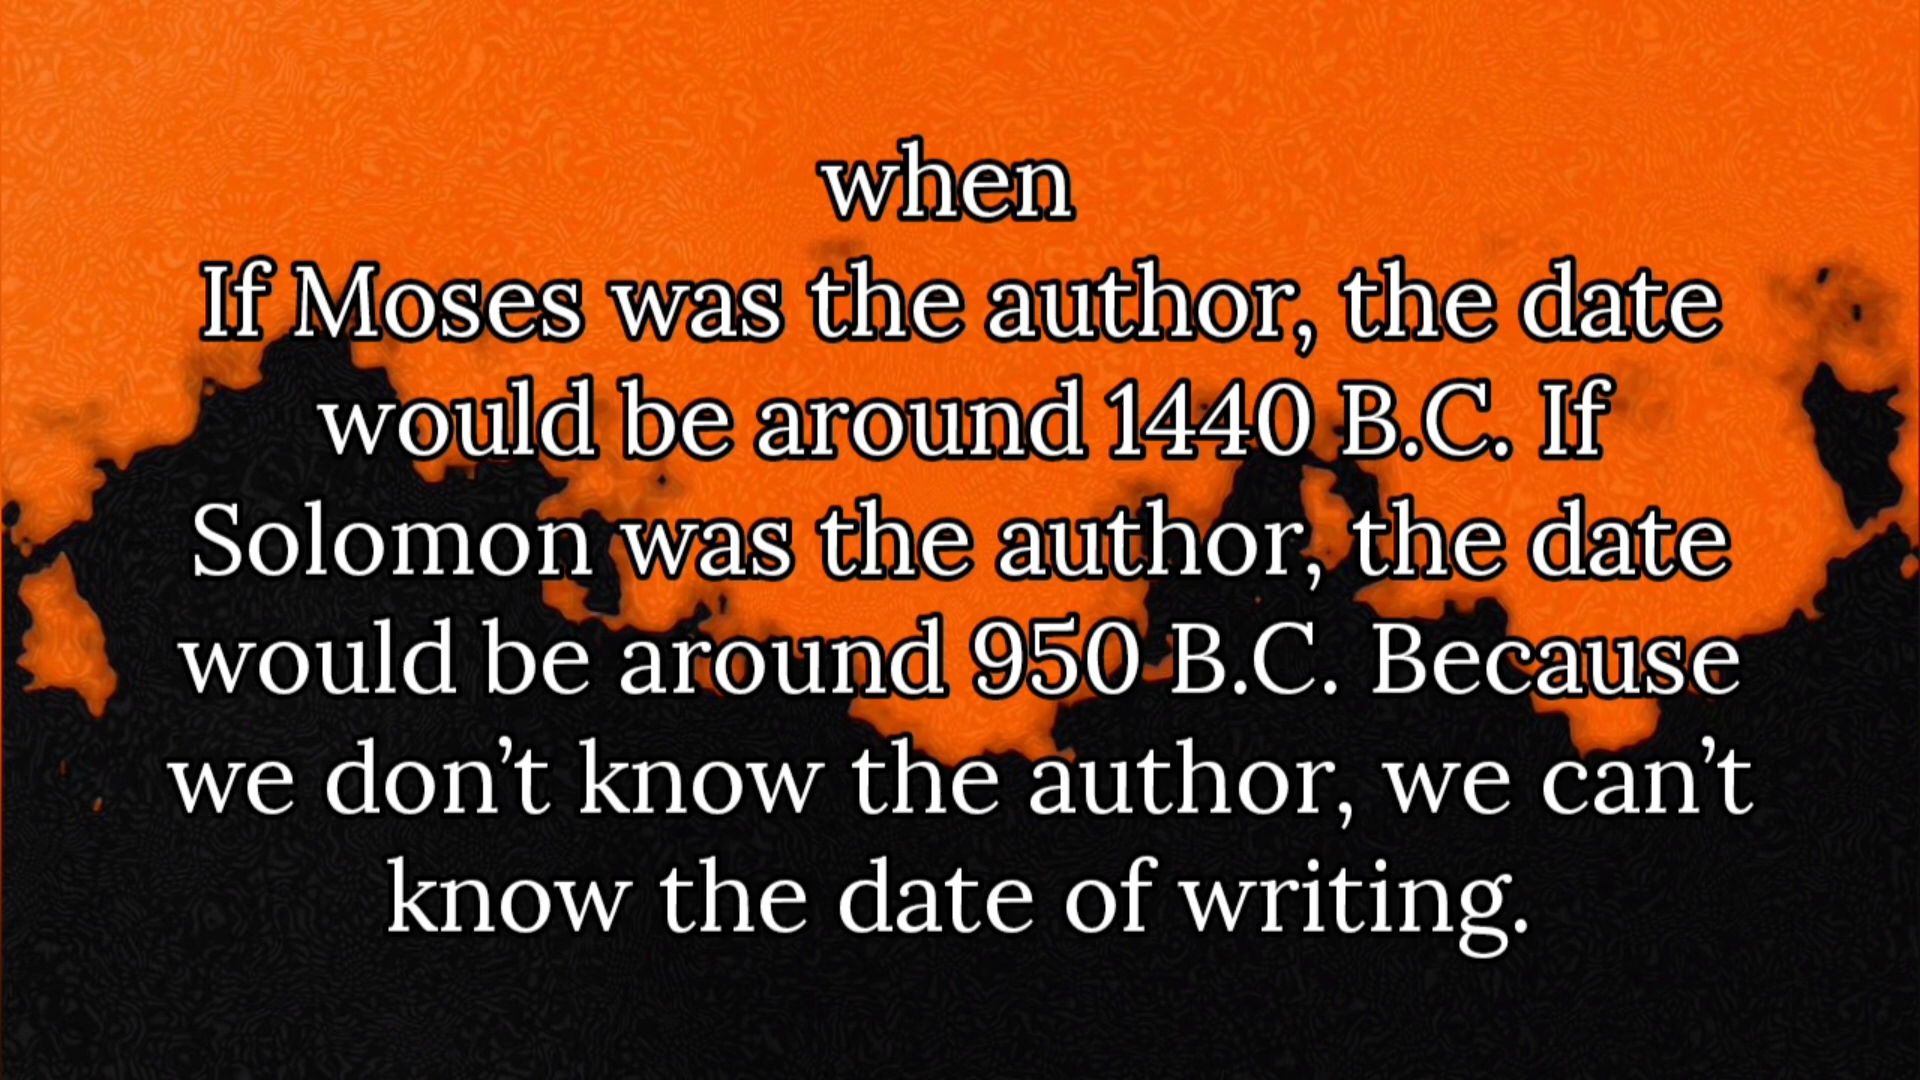 when
If Moses was the author, the date
would be around 1440 B.C. If
Solomon was the author, the date
would be around 950 B.C. Because
we don’t know the author, we can’t
know the date of writing.